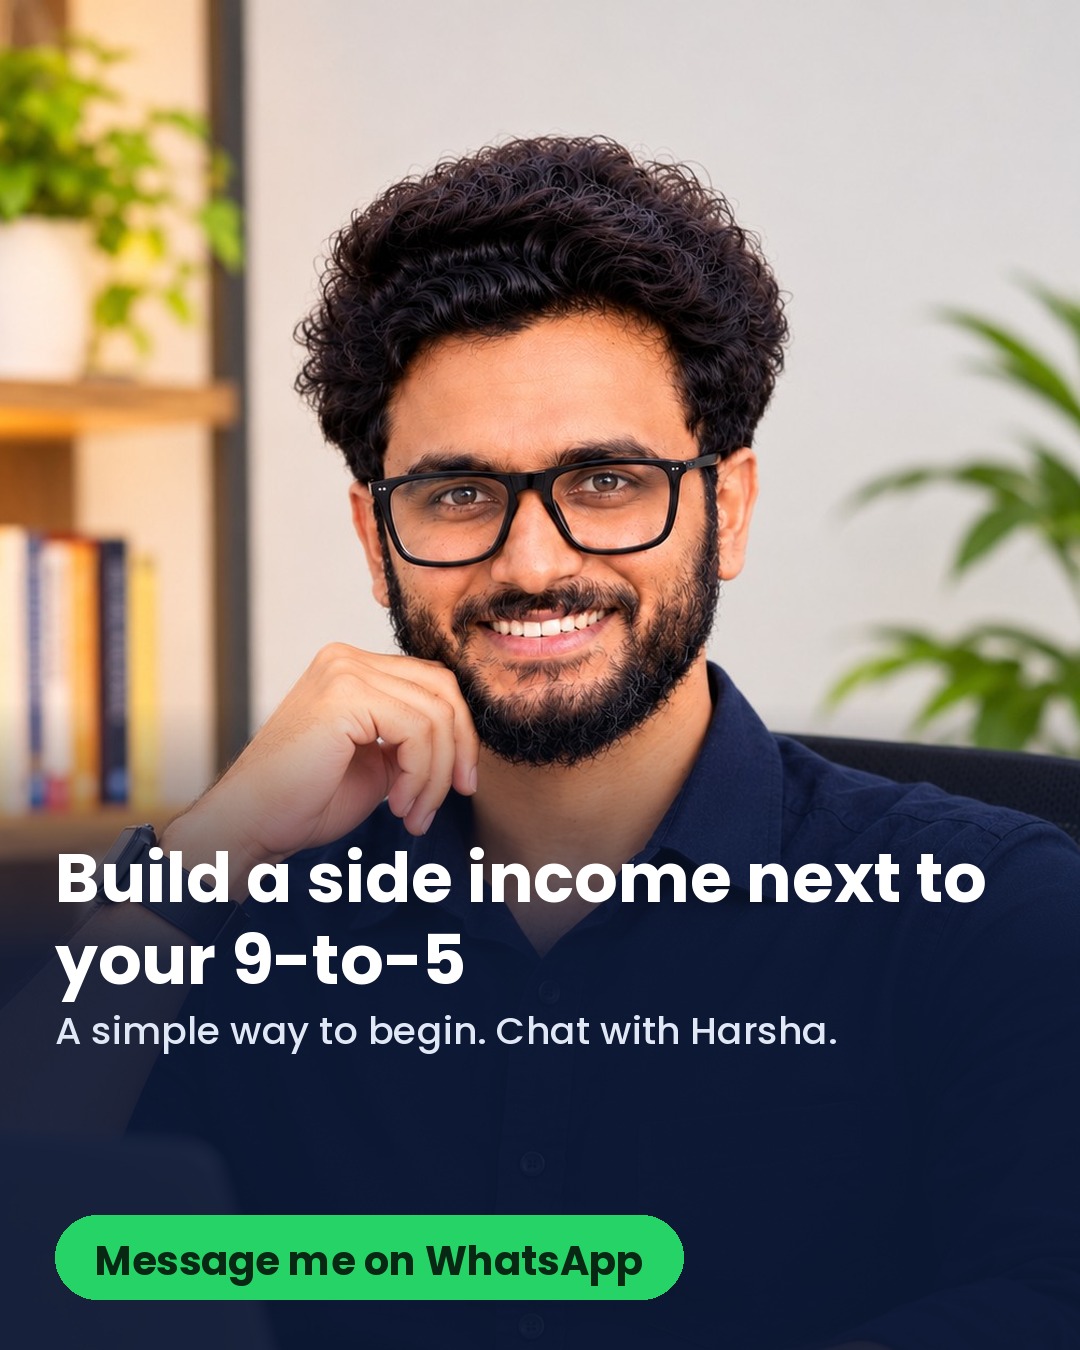 Build a side income next to
your 9-to-5
A simple way to begin. Chat with Harsha.
Message me on WhatsApp